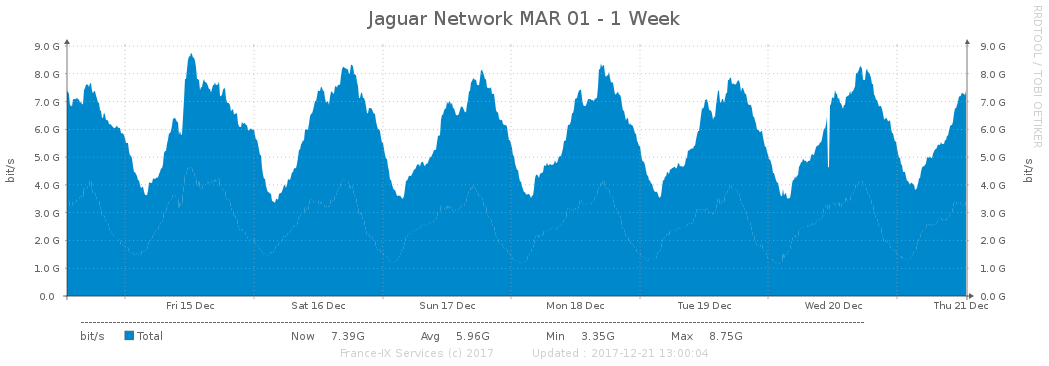 Jaguar Network MAR 01 - 1 Week
RRDTOOL / TOBI OETIKER
bit/s
9.0 G 9.0 G
8.0 G 8.0 G
7.0 G 7.0 G
6.0 G 6.0 G
5.0 G 5.0 G
4.0 G 4.0 G
3.0 G 3.0 G
2.0 G 2.0 G
1.0 G 1.0 G
0.0 0.0 G
bit/s
Fri 15 Dec Sat 16 Dec Sun 17 Dec Mon 18 Dec Tue 19 Dec Wed 20 Dec Thu 21 Dec
bit/s Total Now 7.39G Avg 5.96G Min 3.35G Max 8.75G
France-IX Services (c) 2017 Updated : 2017-12-21 13:00:04